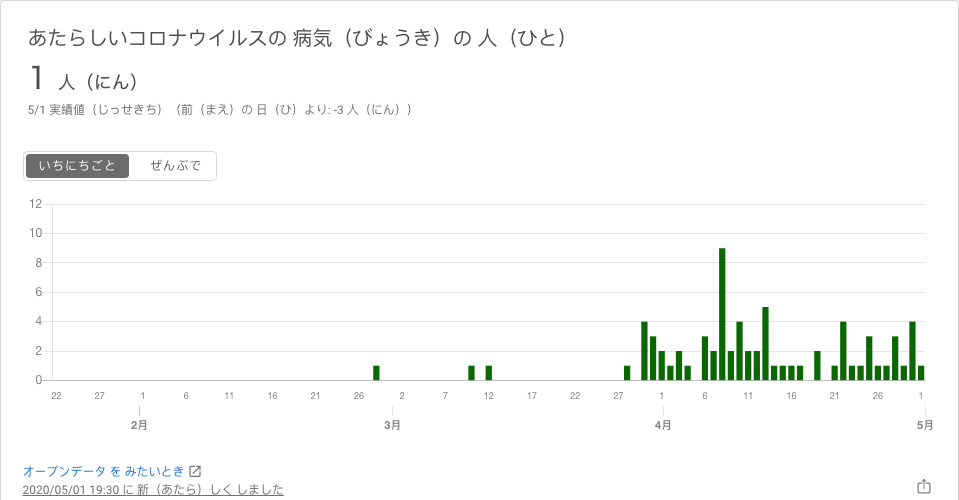 あたらしいコロナウイルスの 病気（びょうき）の 人（ひと）
1 人（にん）
5/1 実績値（じっせきち）（前（まえ）の 日（ひ）より: -3 人（にん））
いちにちごと ぜんぶで
12
10
8
6
4
2
0
22 27 1 6 11 16 21 26 2 7 12 17 22 27 1 6 11 16 21 26 1
2月 3月 4月 5月
オープンデータ を みたいとき
2020/05/01 19:30 に 新（あたら）しく しました